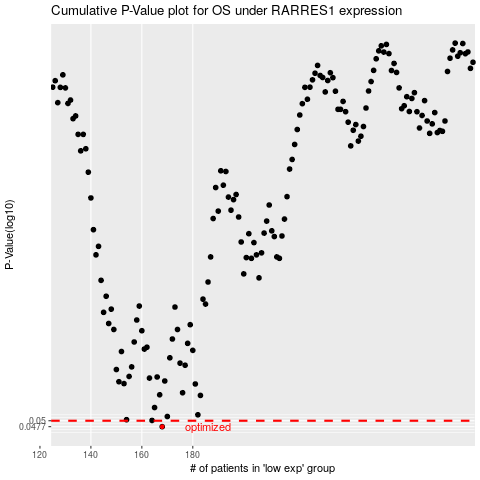 Cumulative P-Value plot for OS under RARRES1 expression
P-Value(log10)
0.05
0.0477
optimized
120 140 160 180
# of patients in 'low exp' group